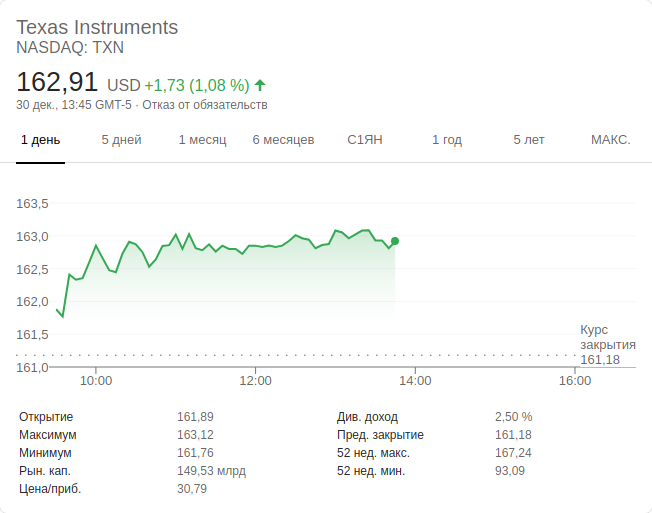 Texas Instruments
NASDAQ: TXN
162,91 USD +1,73 (1,08 %)
30 дек., 13:45 GMT-5 · Отказ от обязательств
1 день 5 дней 1 месяц 6 месяцев С1ЯН 1 год 5 лет МАКС.
163,5
163,0
162,5
162,0
161,5
161,0
Курс
закрытия
161,18
10:00 12:00 14:00 16:00
Открытие 161,89 Див. доход 2,50 %
Максимум 163,12 Пред. закрытие 161,18
Минимум 161,76 52 нед. макс. 167,24
Рын. кап. 149,53 млрд 52 нед. мин. 93,09
Цена/приб. 30,79